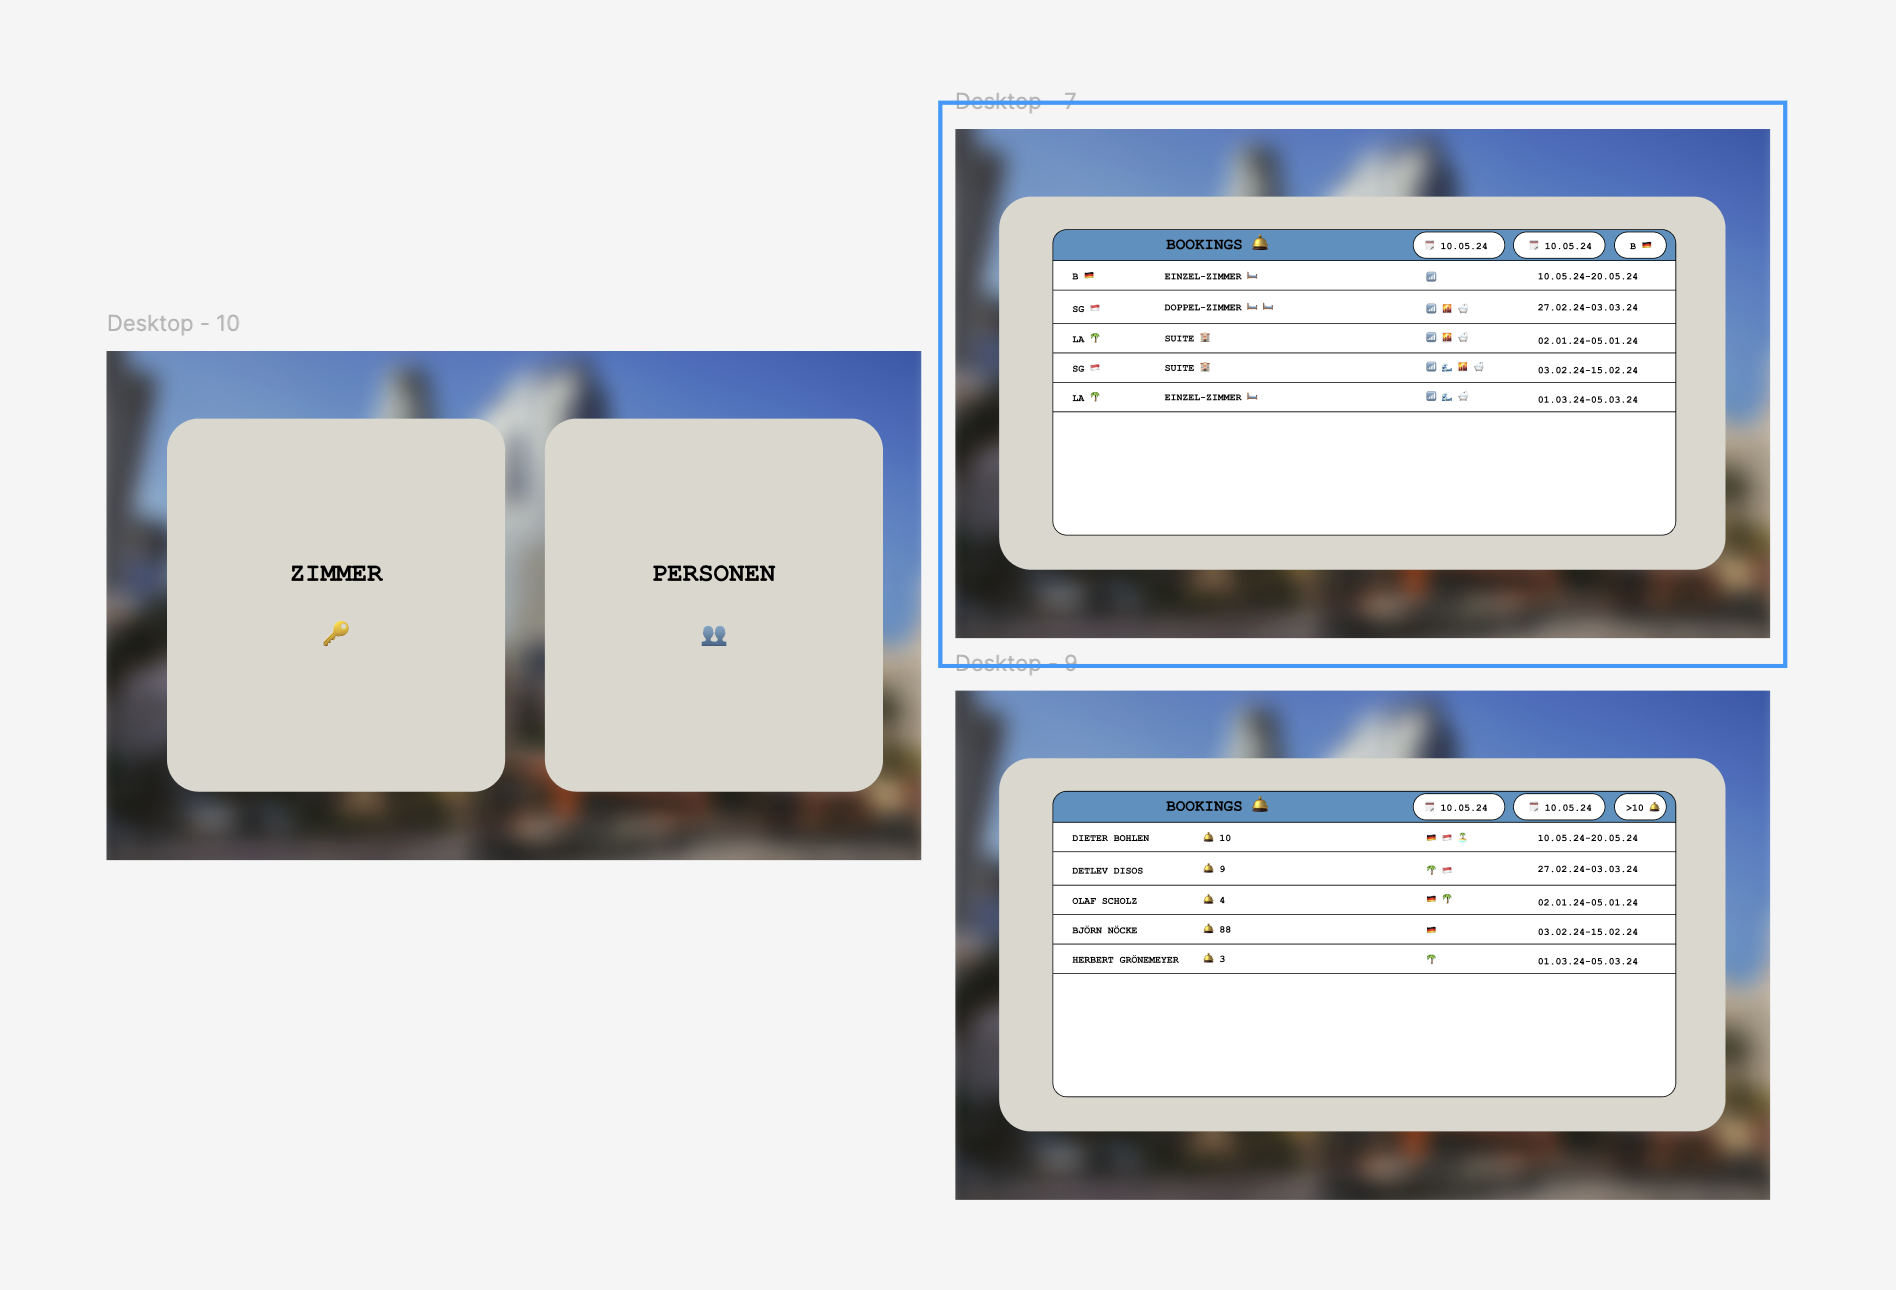 Desktop - 10
ZIMMER
PERSONEN
Desktop - 7
BOOKINGS 10.05.24 10.05.24 B
B EINZEL-ZIMMER 10.05.24-20.05.24
SG DOPPEL-ZIMMER 27.02.24-03.03.24
LA SUITE 02.01.24-05.01.24
SG SUITE 03.02.24-15.02.24
LA EINZEL-ZIMMER 01.03.24-05.03.24
Desktop - 9
BOOKINGS 10.05.24 10.05.24 >10
DIETER BOHLEN 10 10.05.24-20.05.24
DETLEV DISOS 9 27.02.24-03.03.24
OLAF SCHOLZ 4 02.01.24-05.01.24
BJÖRN NÖCKE 88 03.02.24-15.02.24
HERBERT GRÖNEMEYER 3 01.03.24-05.03.24